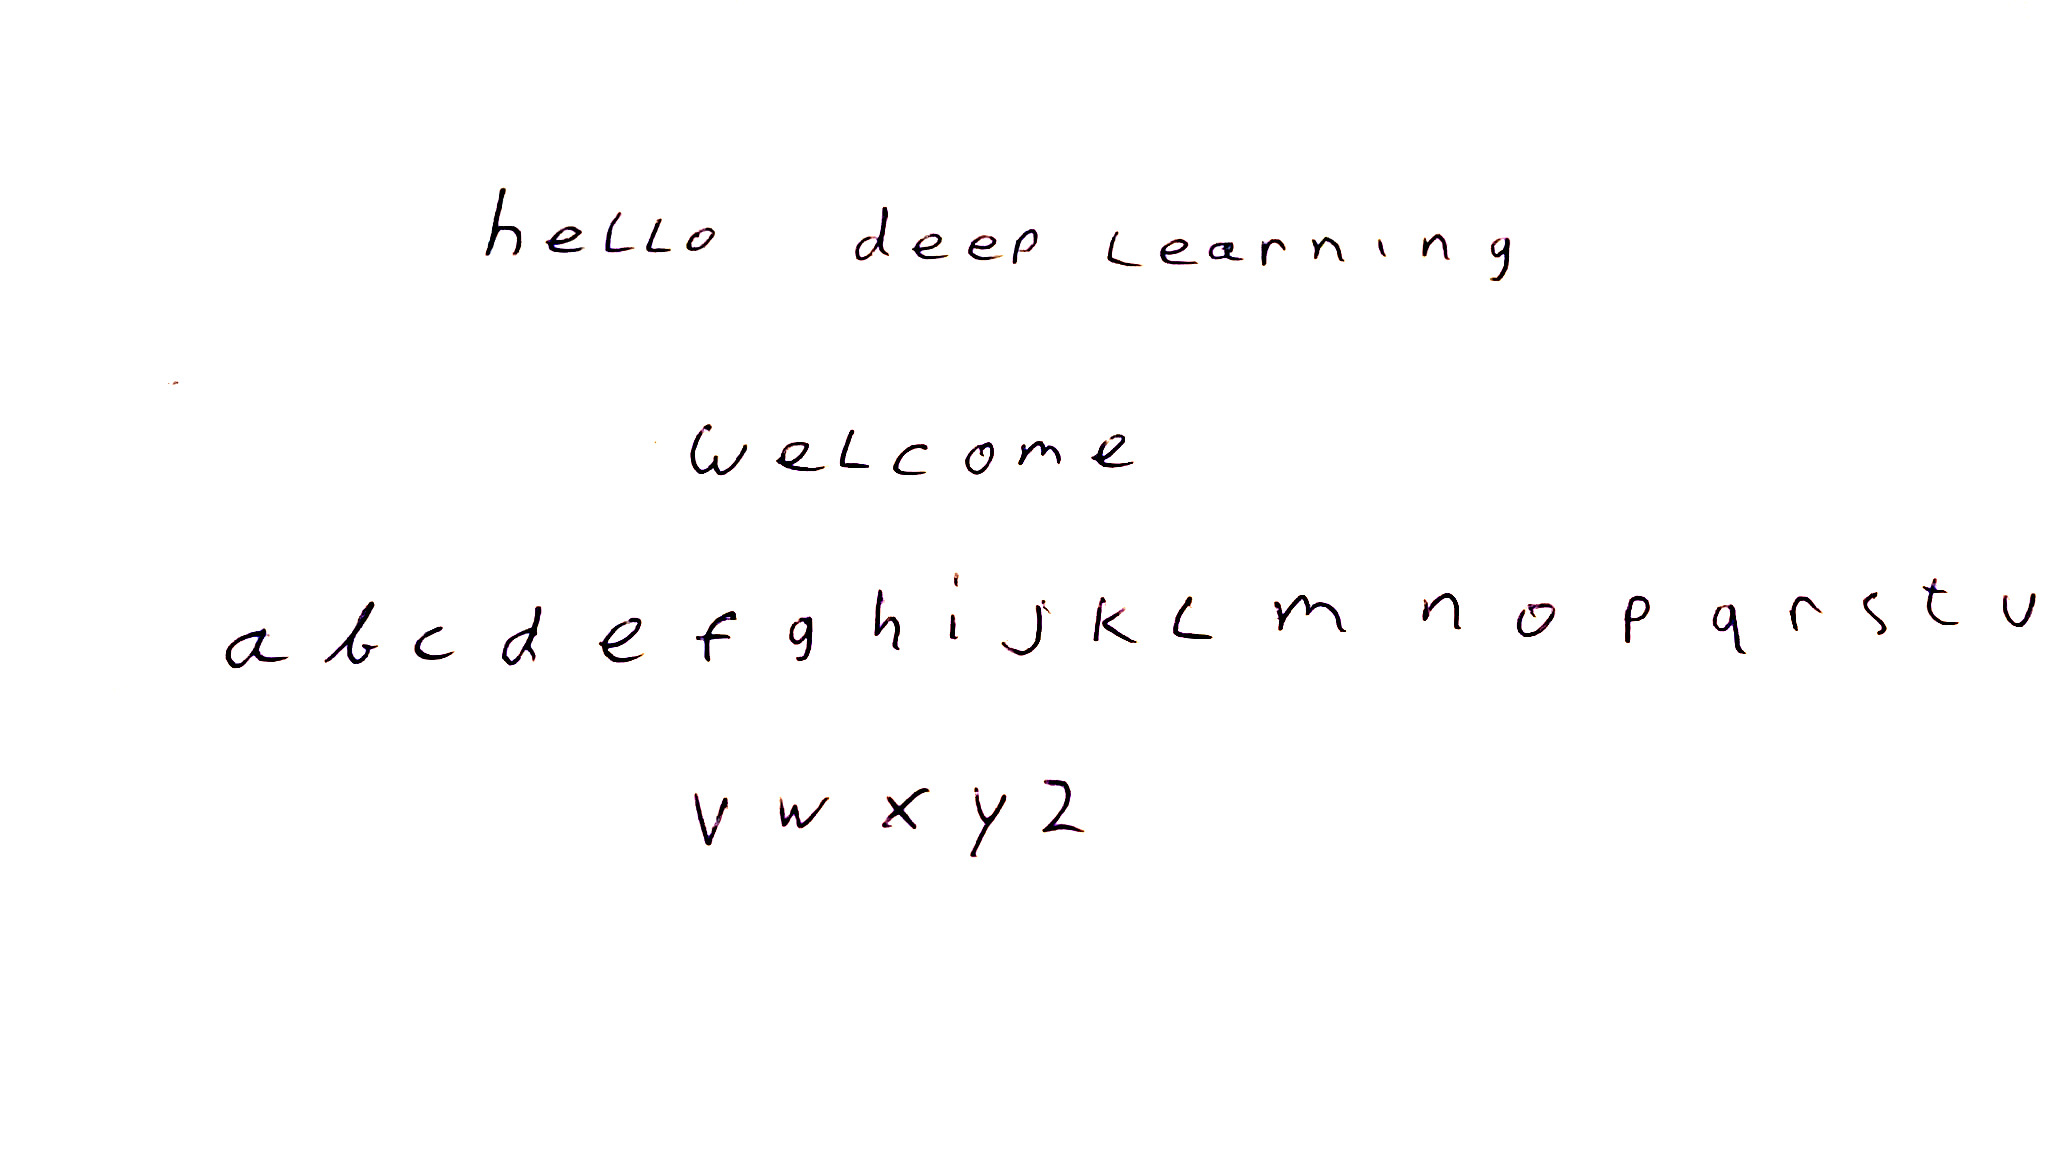 hello deep learning
welcome
a b c d e f g h i j k l m n o p q r s t u
v w x y z